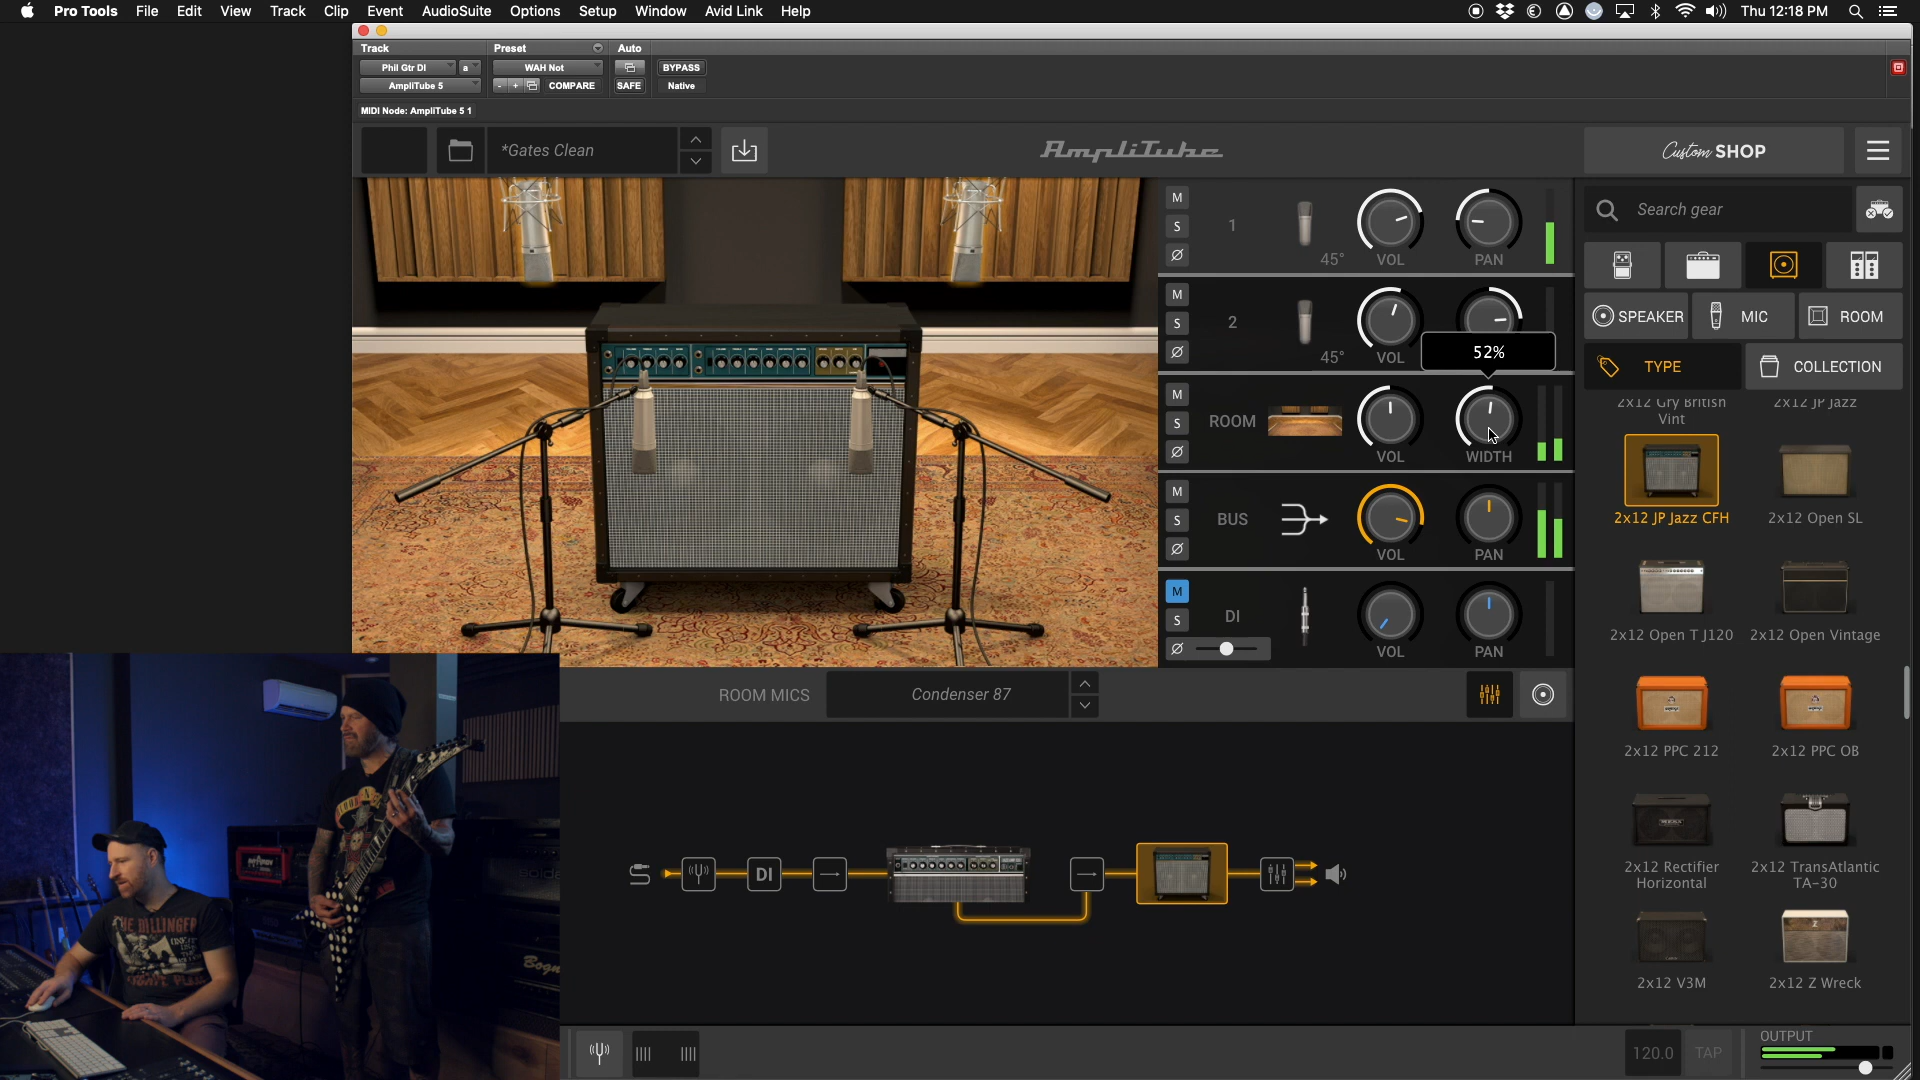 Pro Tools File Edit View Track Clip Event AudioSuite Options Setup Window Avid Link Help Thu 12:18 PM
Track Preset Auto
Phil Gtr DI a WAH Not BYPASS
AmpliTube 5 - + COMPARE SAFE Native
MIDI Node: AmpliTube 5 1
*Gates Clean AmpliTube Custom SHOP
Search gear
SPEAKER MIC ROOM
TYPE COLLECTION
M
S 1
Ø 45° VOL PAN
M
S 2
Ø 45° VOL
52%
M
S ROOM
Ø VOL WIDTH
M
S BUS
Ø VOL PAN
M
S DI
Ø VOL PAN
2x12 Gry British
Vint
2x12 JP Jazz
2x12 JP Jazz CFH 2x12 Open SL
2x12 Open T J120 2x12 Open Vintage
2x12 PPC 212 2x12 PPC OB
2x12 Rectifier
Horizontal
2x12 TransAtlantic
TA-30
2x12 V3M 2x12 Z Wreck
ROOM MICS Condenser 87
DI
120.0 TAP OUTPUT
THE DILLINGER
Bogn